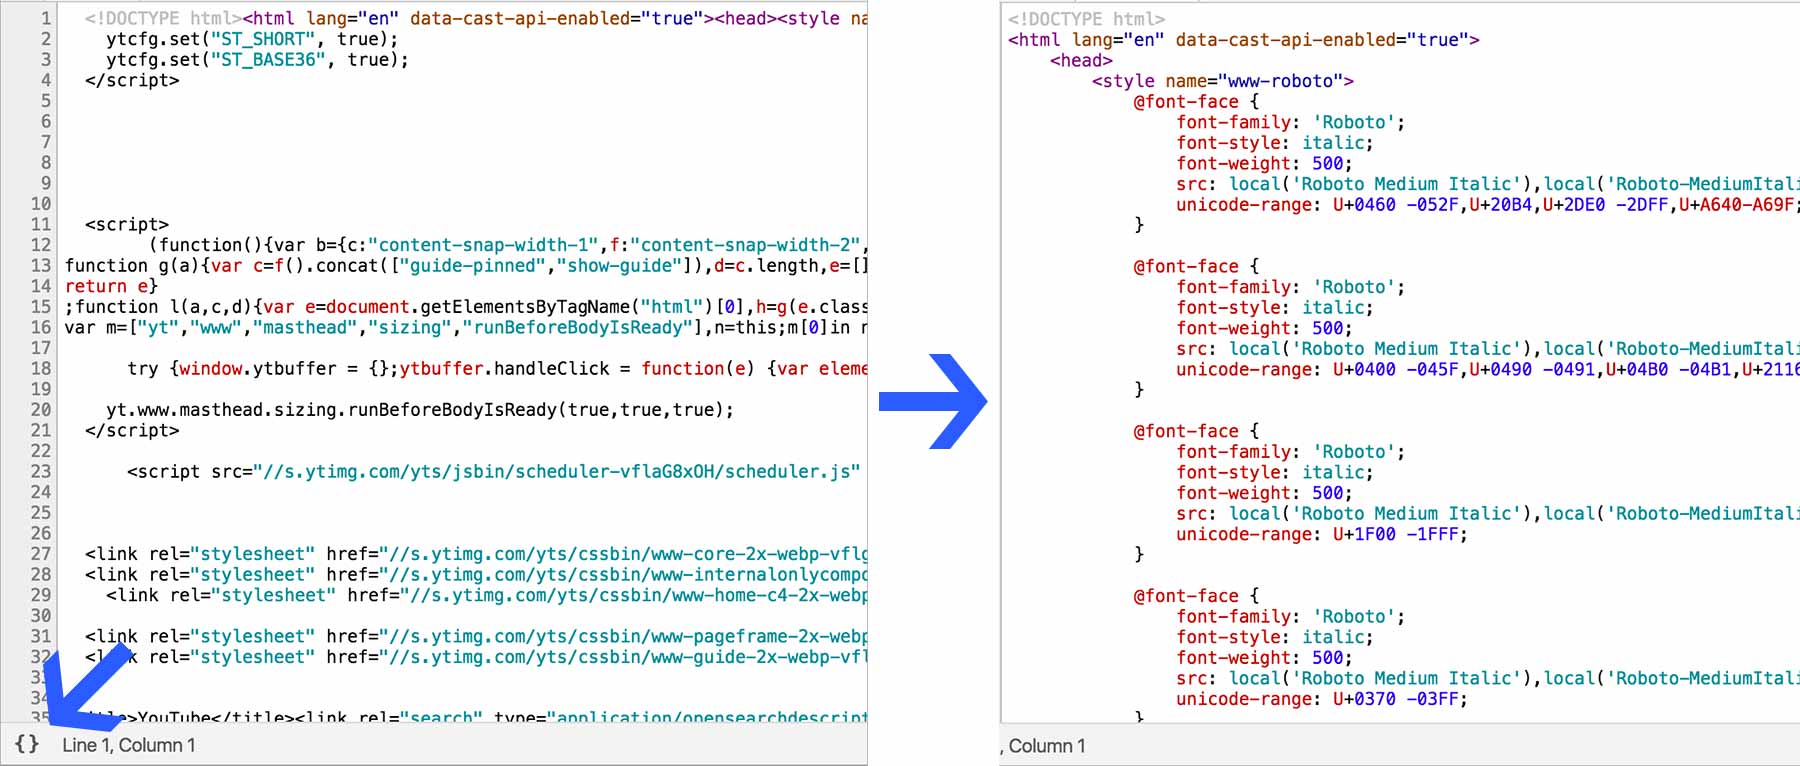 1 <!DOCTYPE html><html lang="en" data-cast-api-enabled="true"><head><style
2 ytcfg.set("ST_SHORT", true);
3 ytcfg.set("ST_BASE36", true);
4 </script>
5
6
7
8
9
10
11 <script>
12 (function(){var b={c:"content-snap-width-1",f:"content-snap-width-2",
13 function g(a){var c=f().concat(["guide-pinned","show-guide"]),d=c.length,e=[]
14 return e}
15 ;function l(a,c,d){var e=document.getElementsByTagName("html")[0],h=g(e.class
16 var m=["yt","www","masthead","sizing","runBeforeBodyIsReady"],n=this;m[0]in
17
18 try {window.ytbuffer = {};ytbuffer.handleClick = function(e) {var eleme
19
20 yt.www.masthead.sizing.runBeforeBodyIsReady(true,true,true);
21 </script>
22
23 <script src="//s.ytimg.com/yts/jsbin/scheduler-vflaG8xOH/scheduler.js"
24
25
26
27 <link rel="stylesheet" href="//s.ytimg.com/yts/cssbin/www-core-2x-webp-vflg
28 <link rel="stylesheet" href="//s.ytimg.com/yts/cssbin/www-internalonlycompo
29 <link rel="stylesheet" href="//s.ytimg.com/yts/cssbin/www-home-c4-2x-webp
30
31 <link rel="stylesheet" href="//s.ytimg.com/yts/cssbin/www-pageframe-2x-webp
32 rel="stylesheet" href="//s.ytimg.com/yts/cssbin/www-guide-2x-webp-vfl
34
35 >YouTube</title><link rel="search" type="application/opensearchdescript
{} Line 1, Column 1
<!DOCTYPE html>
<html lang="en" data-cast-api-enabled="true">
<head>
<style name="www-roboto">
@font-face {
font-family: 'Roboto';
font-style: italic;
font-weight: 500;
src: local('Roboto Medium Italic'),local('Roboto-MediumItali
unicode-range: U+0460 -052F,U+20B4,U+2DE0 -2DFF,U+A640-A69F;
}
@font-face {
font-family: 'Roboto';
font-style: italic;
font-weight: 500;
src: local('Roboto Medium Italic'),local('Roboto-MediumItali
unicode-range: U+0400 -045F,U+0490 -0491,U+04B0 -04B1,U+2116
}
@font-face {
font-family: 'Roboto';
font-style: italic;
font-weight: 500;
src: local('Roboto Medium Italic'),local('Roboto-MediumItali
unicode-range: U+1F00 -1FFF;
}
@font-face {
font-family: 'Roboto';
font-style: italic;
font-weight: 500;
src: local('Roboto Medium Italic'),local('Roboto-MediumItali
unicode-range: U+0370 -03FF;
}
, Column 1